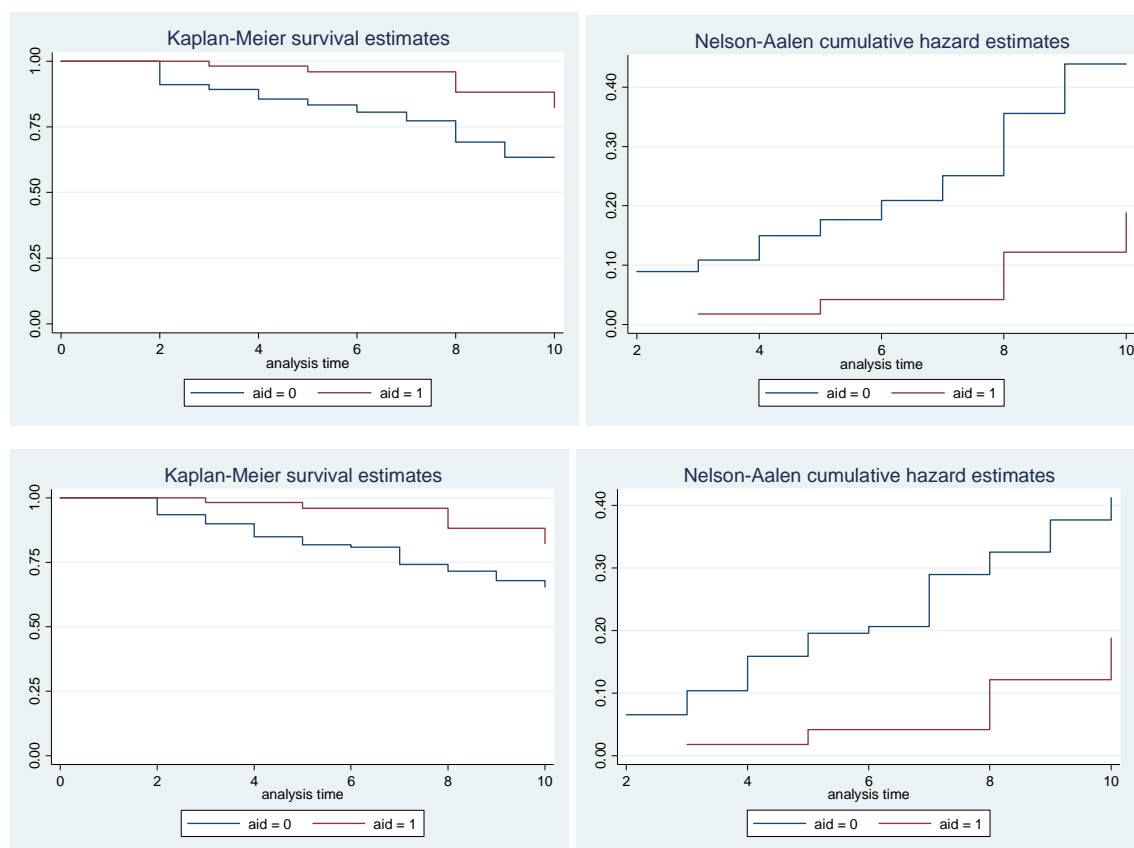 Kaplan-Meier survival estimates
1.00
0.75
0.50
0.25
0.00
0 2 4 6 8 10
analysis time
aid = 0 aid = 1
Nelson-Aalen cumulative hazard estimates
0.40
0.30
0.20
0.10
0.00
2 4 6 8 10
analysis time
aid = 0 aid = 1
Kaplan-Meier survival estimates
1.00
0.75
0.50
0.25
0.00
0 2 4 6 8 10
analysis time
aid = 0 aid = 1
Nelson-Aalen cumulative hazard estimates
0.40
0.30
0.20
0.10
0.00
2 4 6 8 10
analysis time
aid = 0 aid = 1